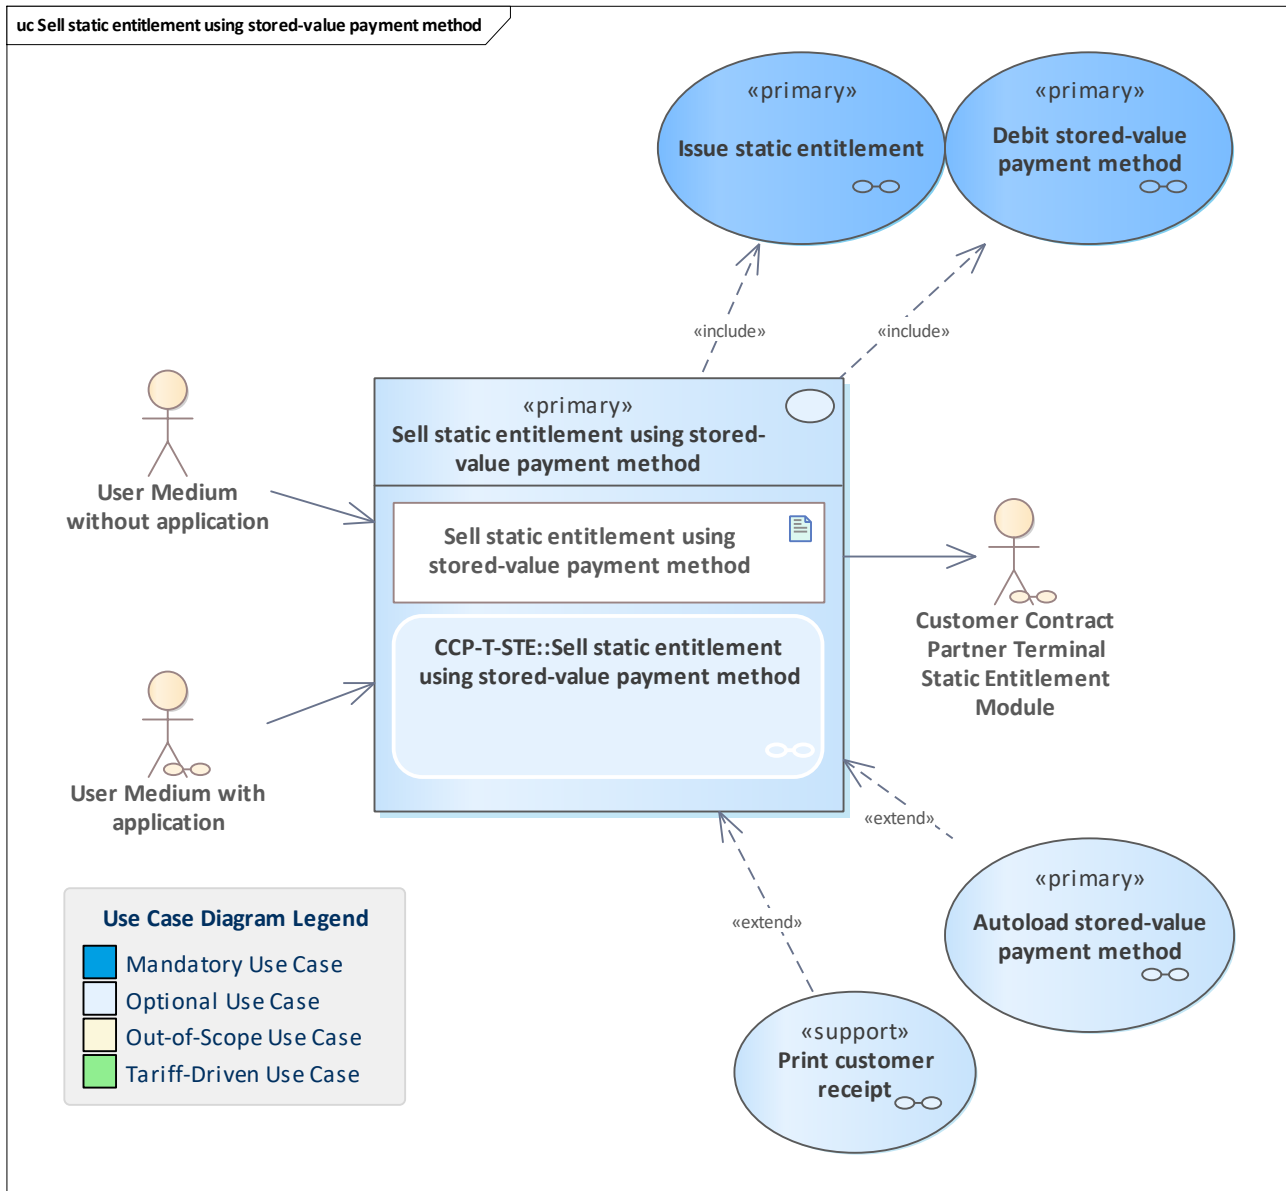 uc Sell static entitlement using stored-value payment method
«primary»
Issue static entitlement
«primary»
Debit stored-value
payment method
«include»
«include»
User Medium
without application
«primary»
Sell static entitlement using stored-
value payment method
Sell static entitlement using
stored-value payment method
CCP-T-STE::Sell static entitlement
using stored-value payment method
Customer Contract
Partner Terminal
Static Entitlement
Module
User Medium with
application
«extend»
«extend»
«primary»
Autoload stored-value
payment method
«support»
Print customer
receipt
Use Case Diagram Legend
Mandatory Use Case
Optional Use Case
Out-of-Scope Use Case
Tariff-Driven Use Case